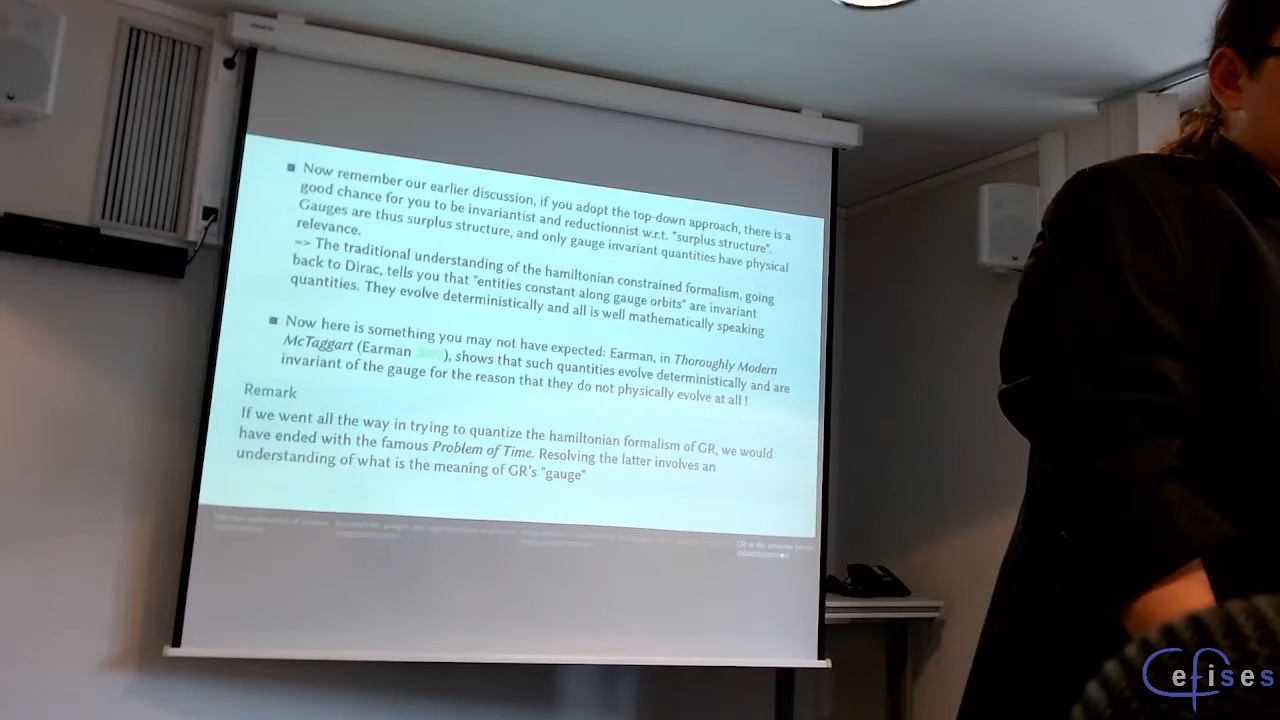 Now remember our earlier discussion, if you adopt the top-down approach, there is a
good chance for you to be invariantist and reductionnist w.r.t. "surplus structure".
Gauges are thus surplus structure, and only gauge invariant quantities have physical
relevance.
=> The traditional understanding of the hamiltonian constrained formalism, going
back to Dirac, tells you that "entities constant along gauge orbits" are invariant
quantities. They evolve deterministically and all is well mathematically speaking
Now here is something you may not have expected: Earman, in Thoroughly Modern
McTaggart (Earman ), shows that such quantities evolve deterministically and are
invariant of the gauge for the reason that they do not physically evolve at all !
Remark
If we went all the way in trying to quantize the hamiltonian formalism of GR, we would
have ended with the famous Problem of Time. Resolving the latter involves an
understanding of what is the meaning of GR's "gauge"
Cefises